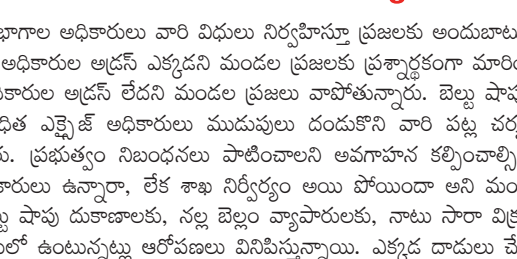 భాగాల అధికారులు వారి విధులు నిర్వహిస్తూ ప్రజలకు అందుబాటు
అధికారుల అడ్రస్ ఎక్కడని మండల ప్రజలకు ప్రశ్నార్థకంగా మారిం
కారుల అడ్రస్ లేదని మండల ప్రజలు వాపోతున్నారు. బెల్టు షాపు
ధిత ఎక్సైజ్ అధికారులు ముడుపులు దండుకొని వారి పట్ల చర్య
రు. ప్రభుత్వం నిబంధనలు పాటించాలని అవగాహన కల్పించాల్సి
కారులు ఉన్నారా, లేక శాఖ నిర్వీర్యం అయి పోయిందా అని మం
ట్టు షాపు దుకాణాలకు, నల్ల బెల్లం వ్యాపారులకు, నాటు సారా విక్ర
లో ఉంటున్నట్లు ఆరోపణలు వినిపిస్తున్నాయి. ఎక్కడ దాడులు చే